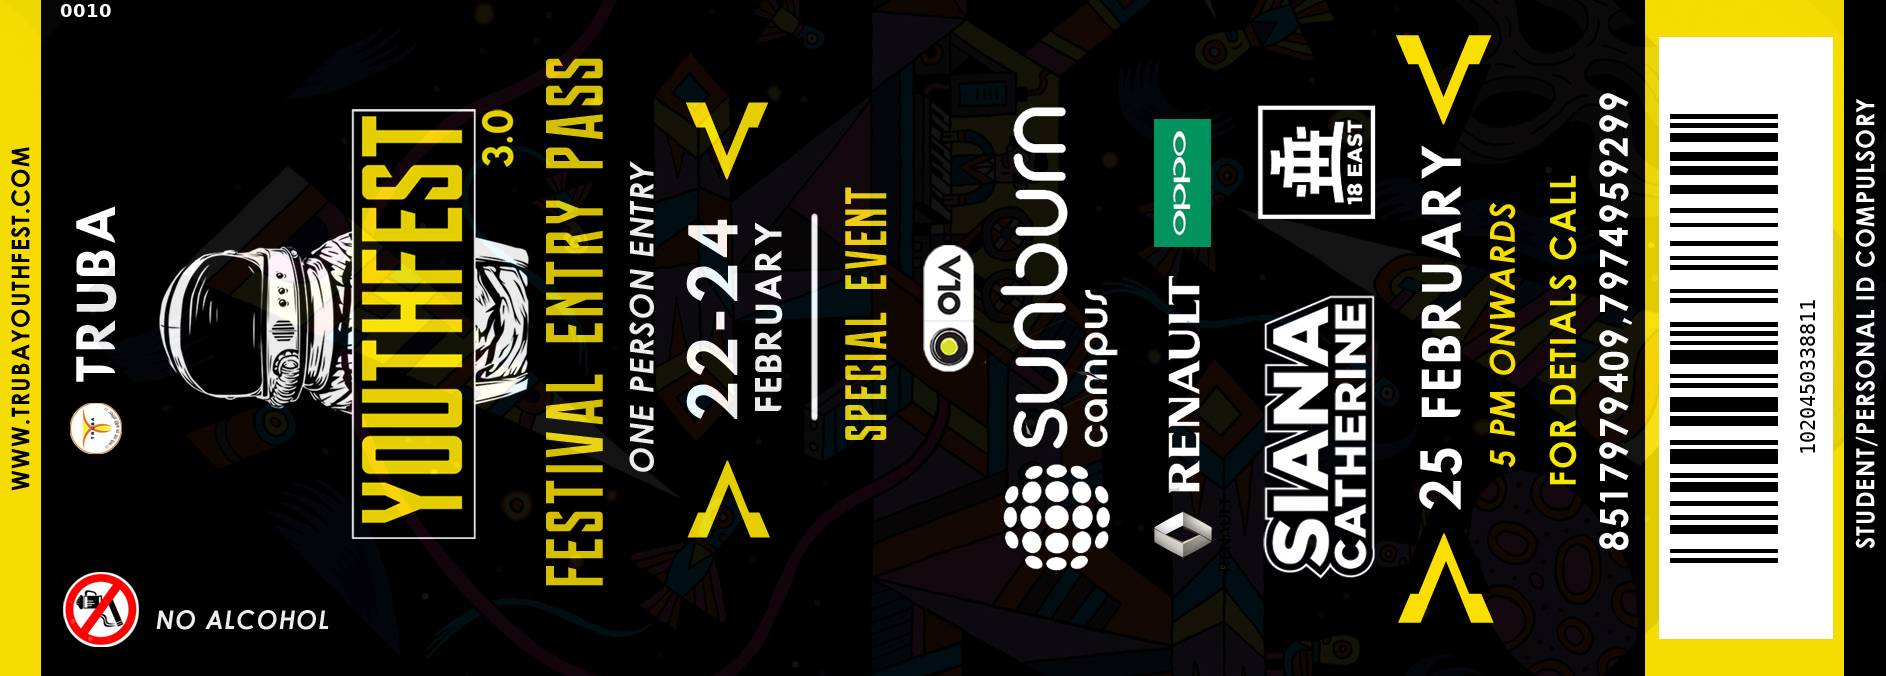 0010
WWW.TRUBAYOUTHFEST.COM
TRUBA
NO ALCOHOL
YOUTHFEST
3.0
FESTIVAL ENTRY PASS
ONE PERSON ENTRY
22-24
FEBRUARY
SPECIAL EVENT
OLA
sunburn
campus
RENAULT
oppo
SIANA
CATHERINE
18 EAST
25 FEBRUARY
5 PM ONWARDS
FOR DETIALS CALL
8517979409,7974959299
1020450338811
STUDENT/PERSONAL ID COMPULSORY